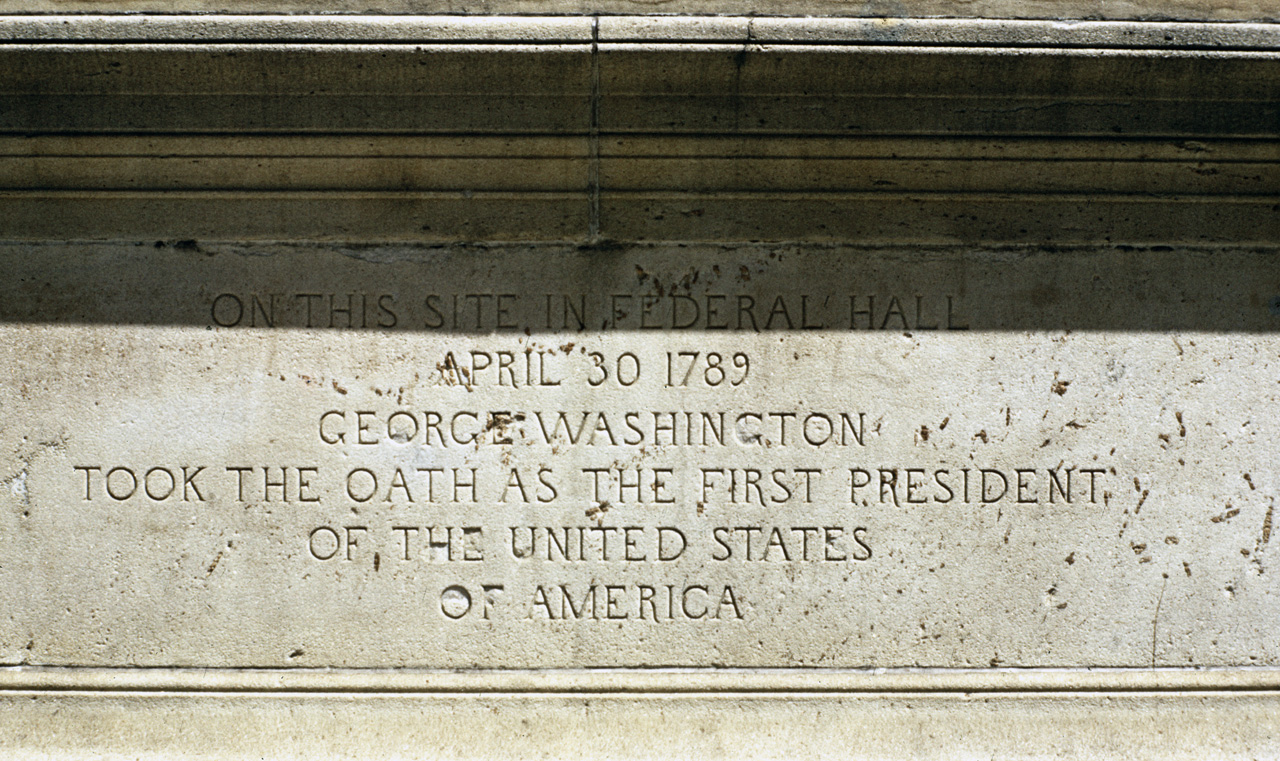 ON THIS SITE IN FEDERAL HALL
APRIL 30 1789
GEORGE WASHINGTON
TOOK THE OATH AS THE FIRST PRESIDENT
OF THE UNITED STATES
OF AMERICA